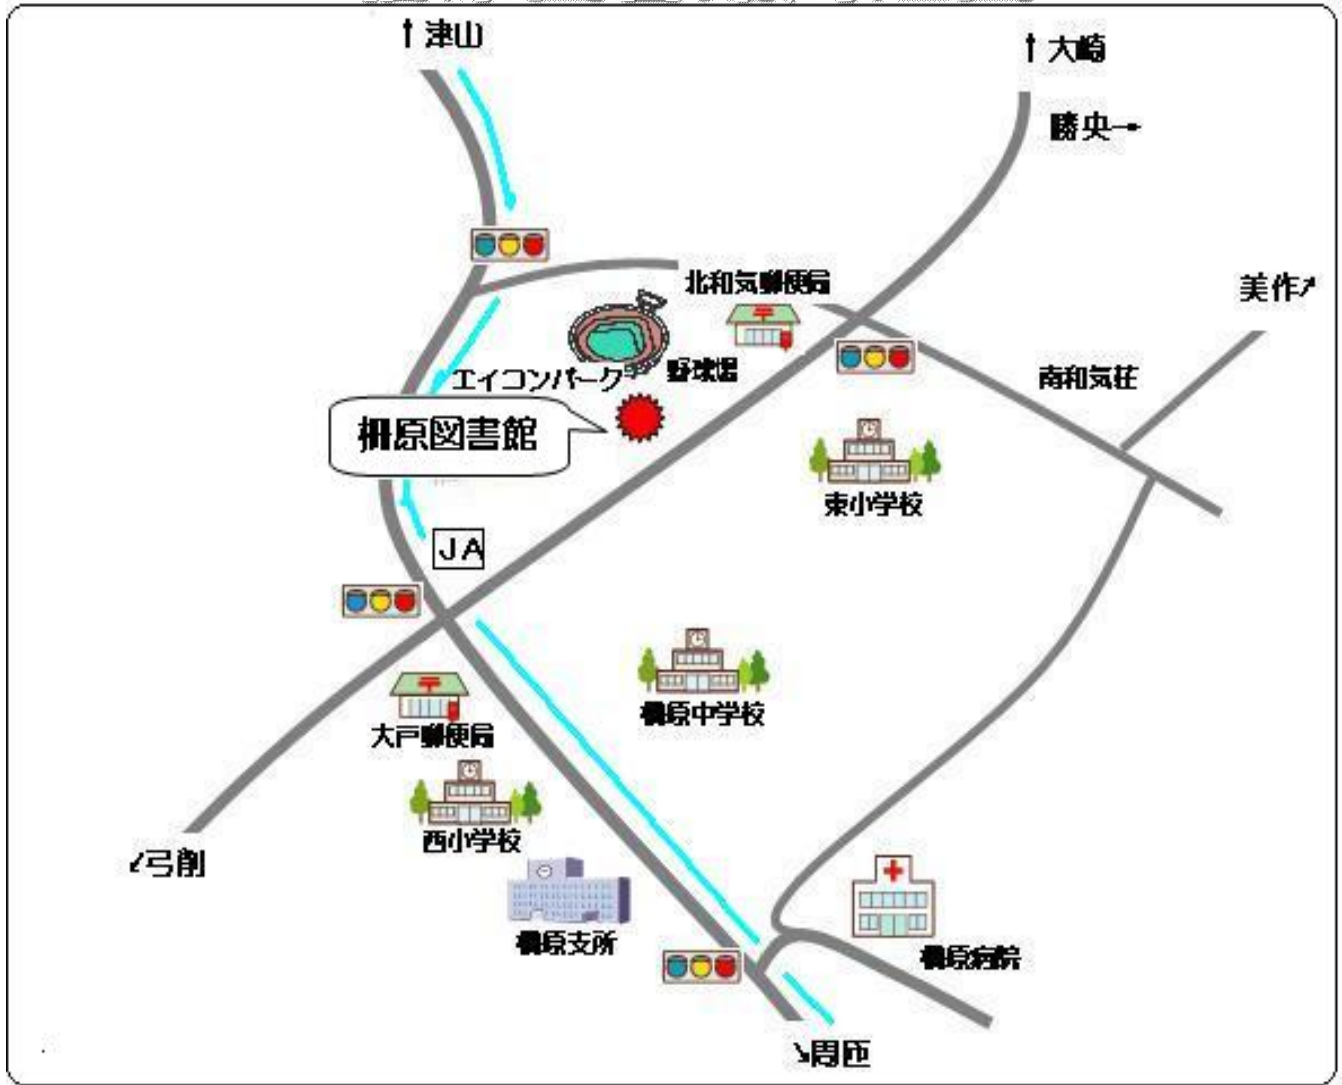 ↑津山
↑大崎
勝央→
美作↗
北和気郵便局
南和気荘
野球場
エイコンパーク
柵原図書館
東小学校
JA
柵原中学校
大戸郵便局
西小学校
↙弓削
柵原支所
柵原病院
↘周匝